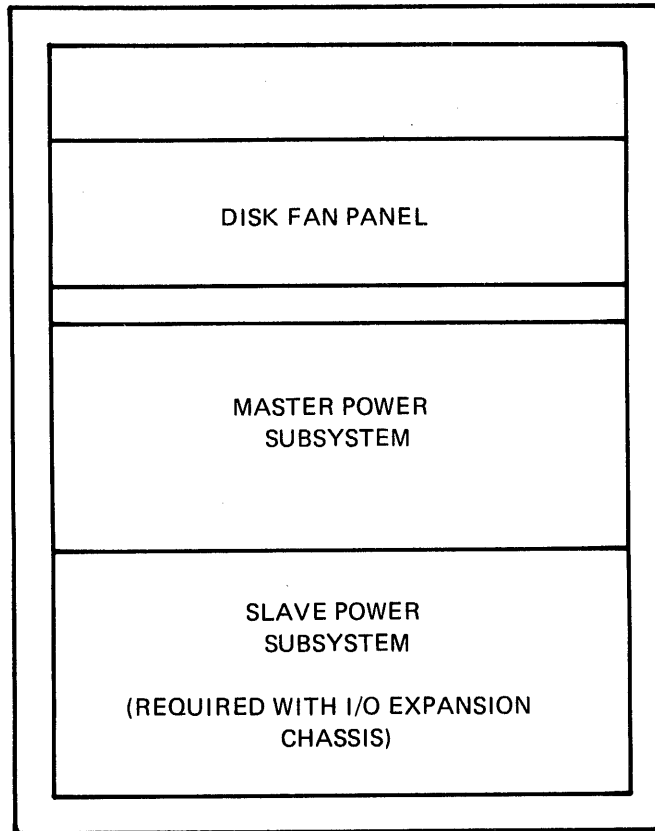 DISK FAN PANEL
MASTER POWER
SUBSYSTEM
SLAVE POWER
SUBSYSTEM
(REQUIRED WITH I/O EXPANSION
CHASSIS)